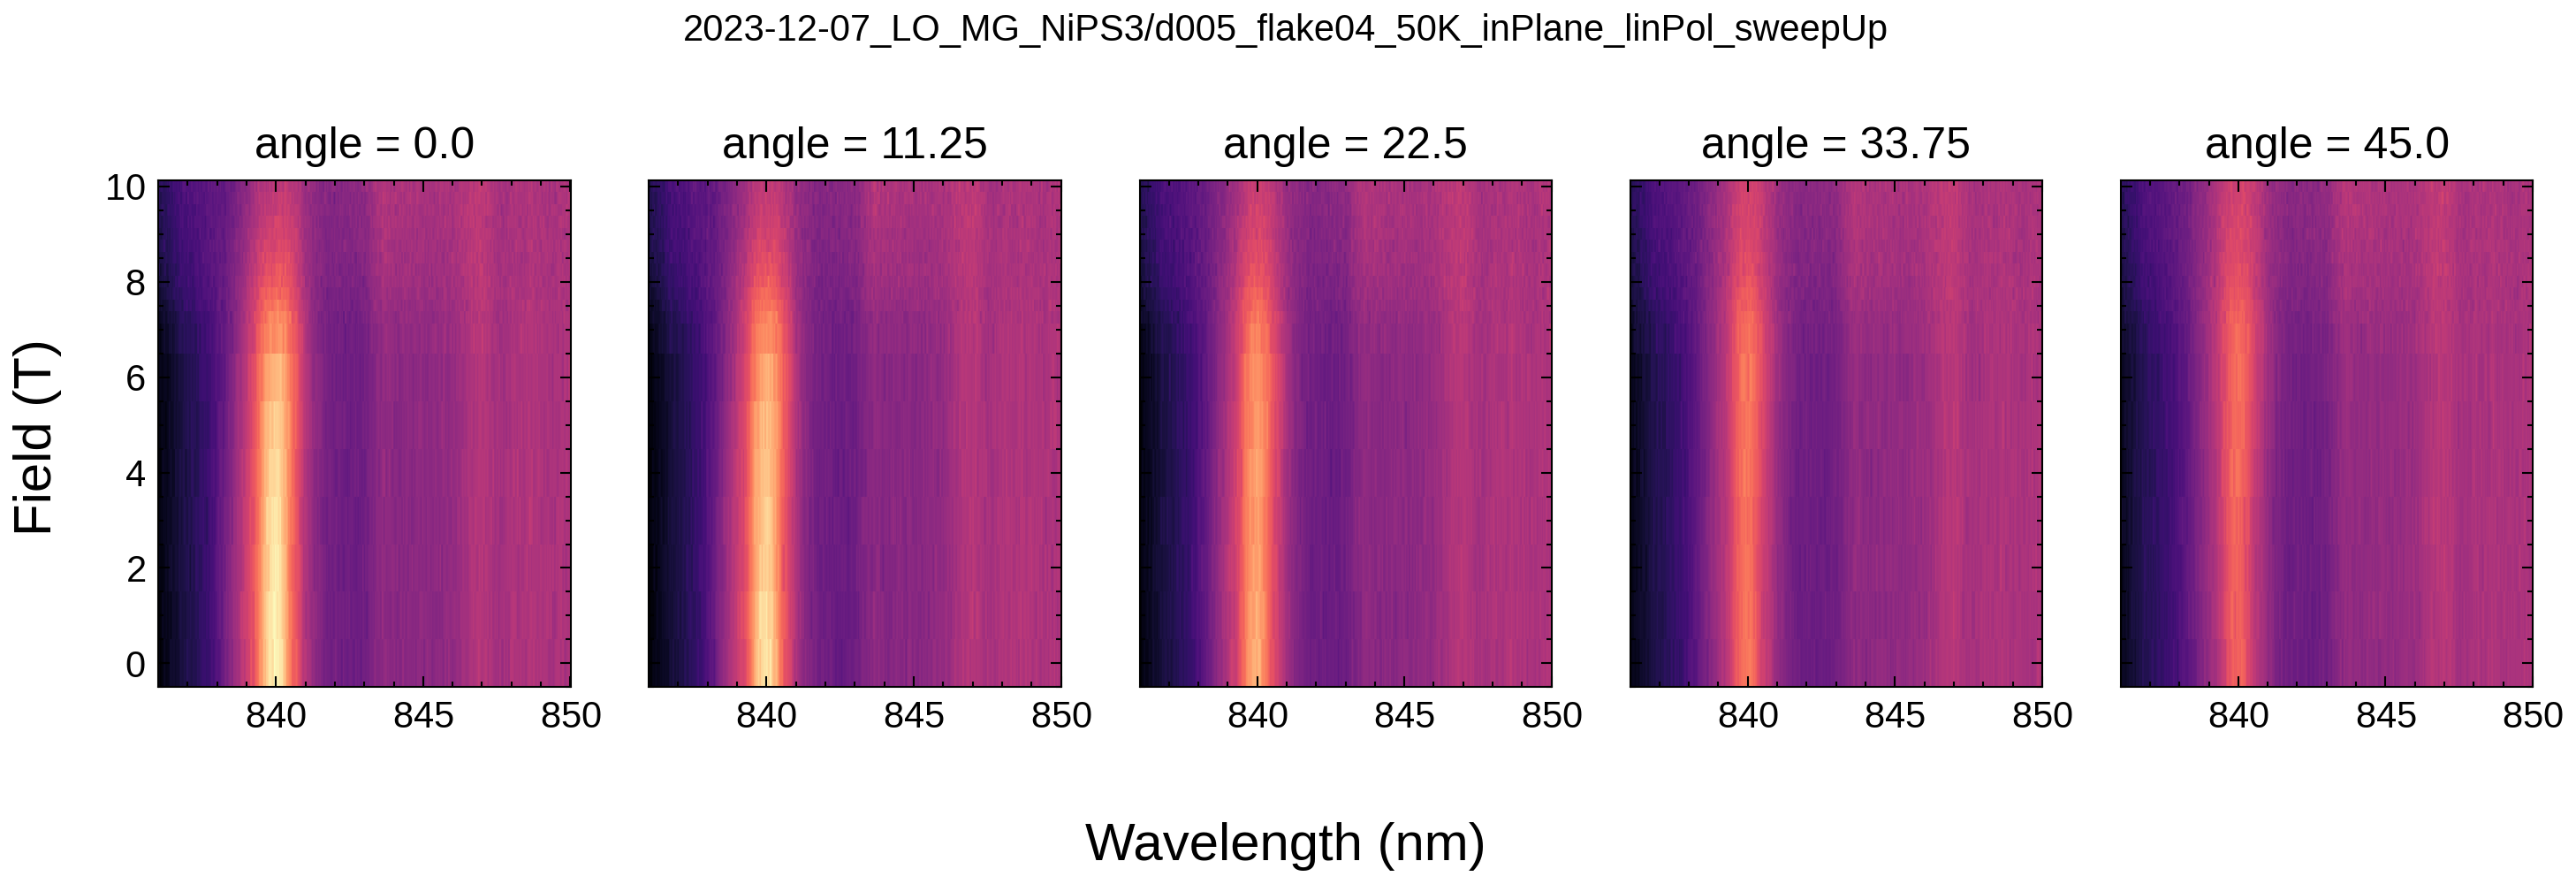 2023-12-07_LO_MG_NiPS3/d005_flake04_50K_inPlane_linPol_sweepUp
angle = 0.0
angle = 11.25
angle = 22.5
angle = 33.75
angle = 45.0
Field (T)
10
8
6
4
2
0
840 845 850
840 845 850
840 845 850
840 845 850
840 845 850
Wavelength (nm)